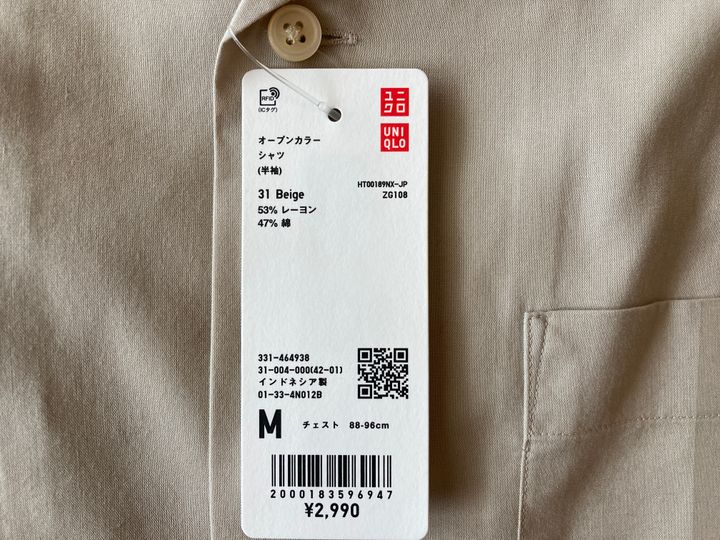 RFID
(ICタグ)
ユニ
クロ
UNI
QLO
オープンカラー
シャツ
(半袖)
HT00189NX-JP
31 Beige
ZG108
53% レーヨン
47% 綿
331-464938
31-004-000(42-01)
インドネシア製
01-33-4N012B
M
チェスト 88-96cm
2000183596947
¥2,990